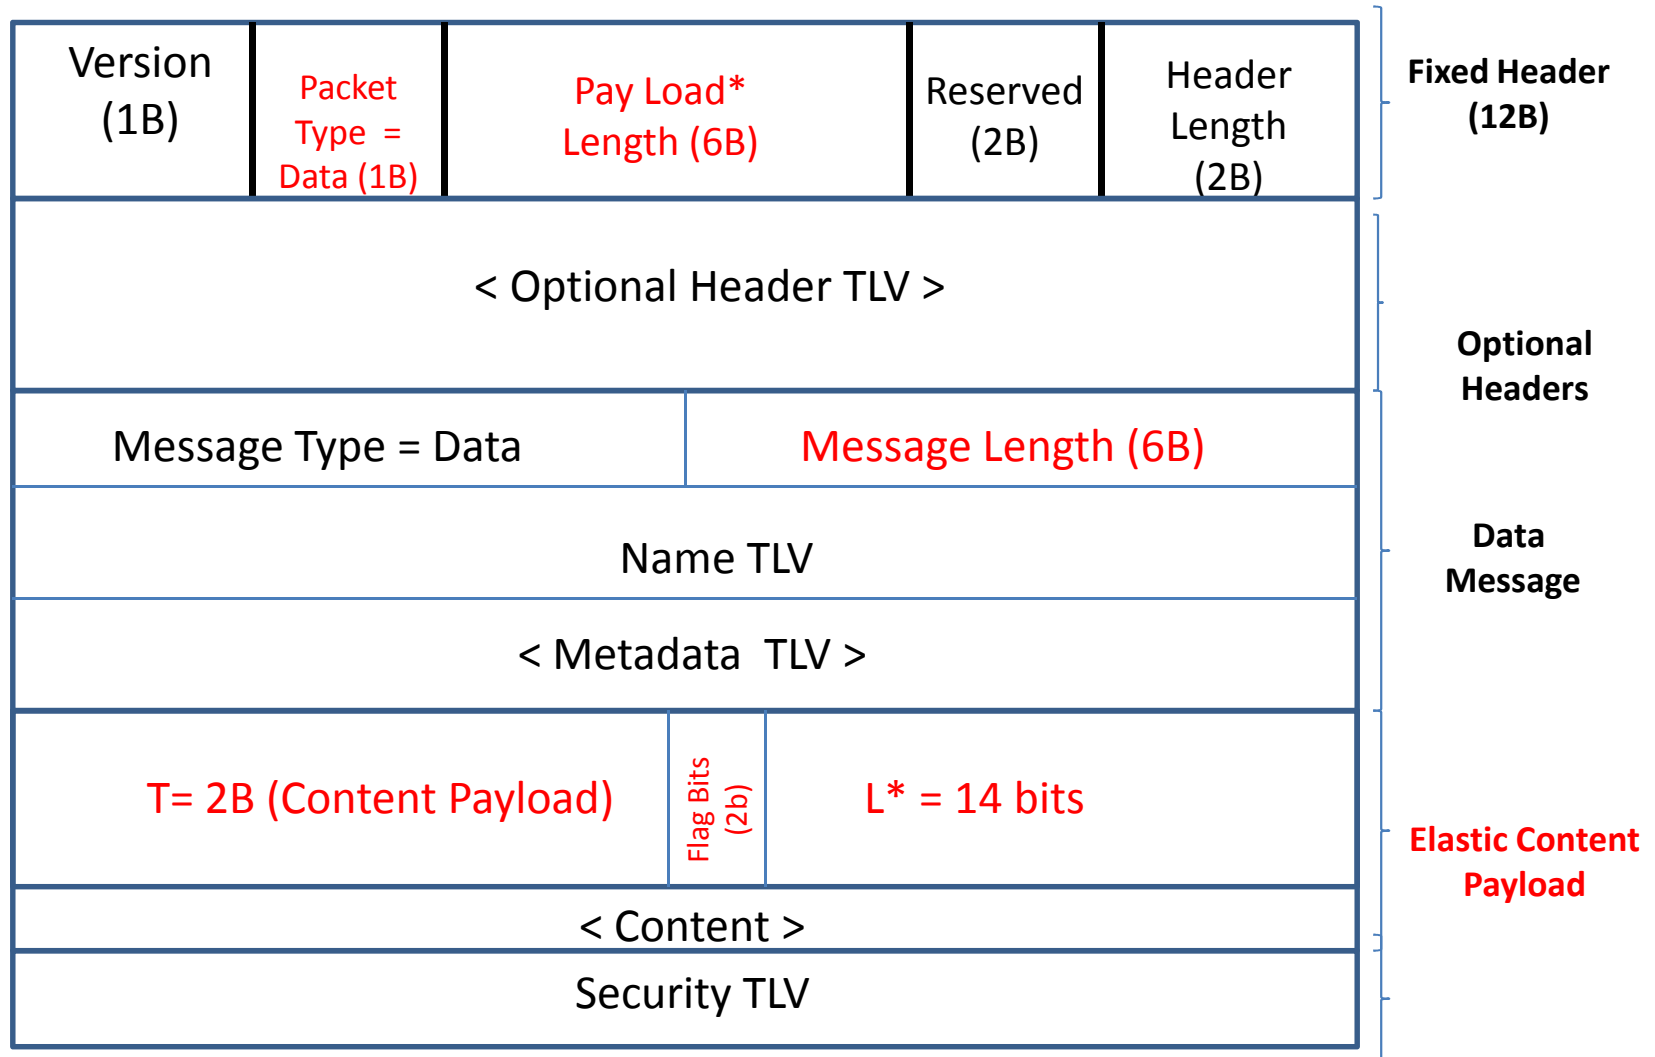 Version
(1B)
Packet
Type =
Data (1B)
Pay Load*
Length (6B)
Reserved
(2B)
Header
Length
(2B)
Fixed Header
(12B)
< Optional Header TLV >
Optional
Headers
Message Type = Data
Message Length (6B)
Name TLV
Data
Message
< Metadata TLV >
T= 2B (Content Payload)
Flag Bits
(2b)
L* = 14 bits
Elastic Content
Payload
< Content >
Security TLV